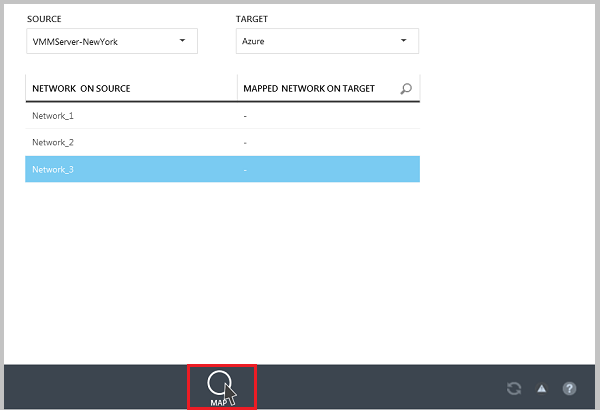 SOURCE TARGET
VMMServer-NewYork Azure
NETWORK ON SOURCE MAPPED NETWORK ON TARGET
Network_1 -
Network_2 -
Network_3 -
MAP
?